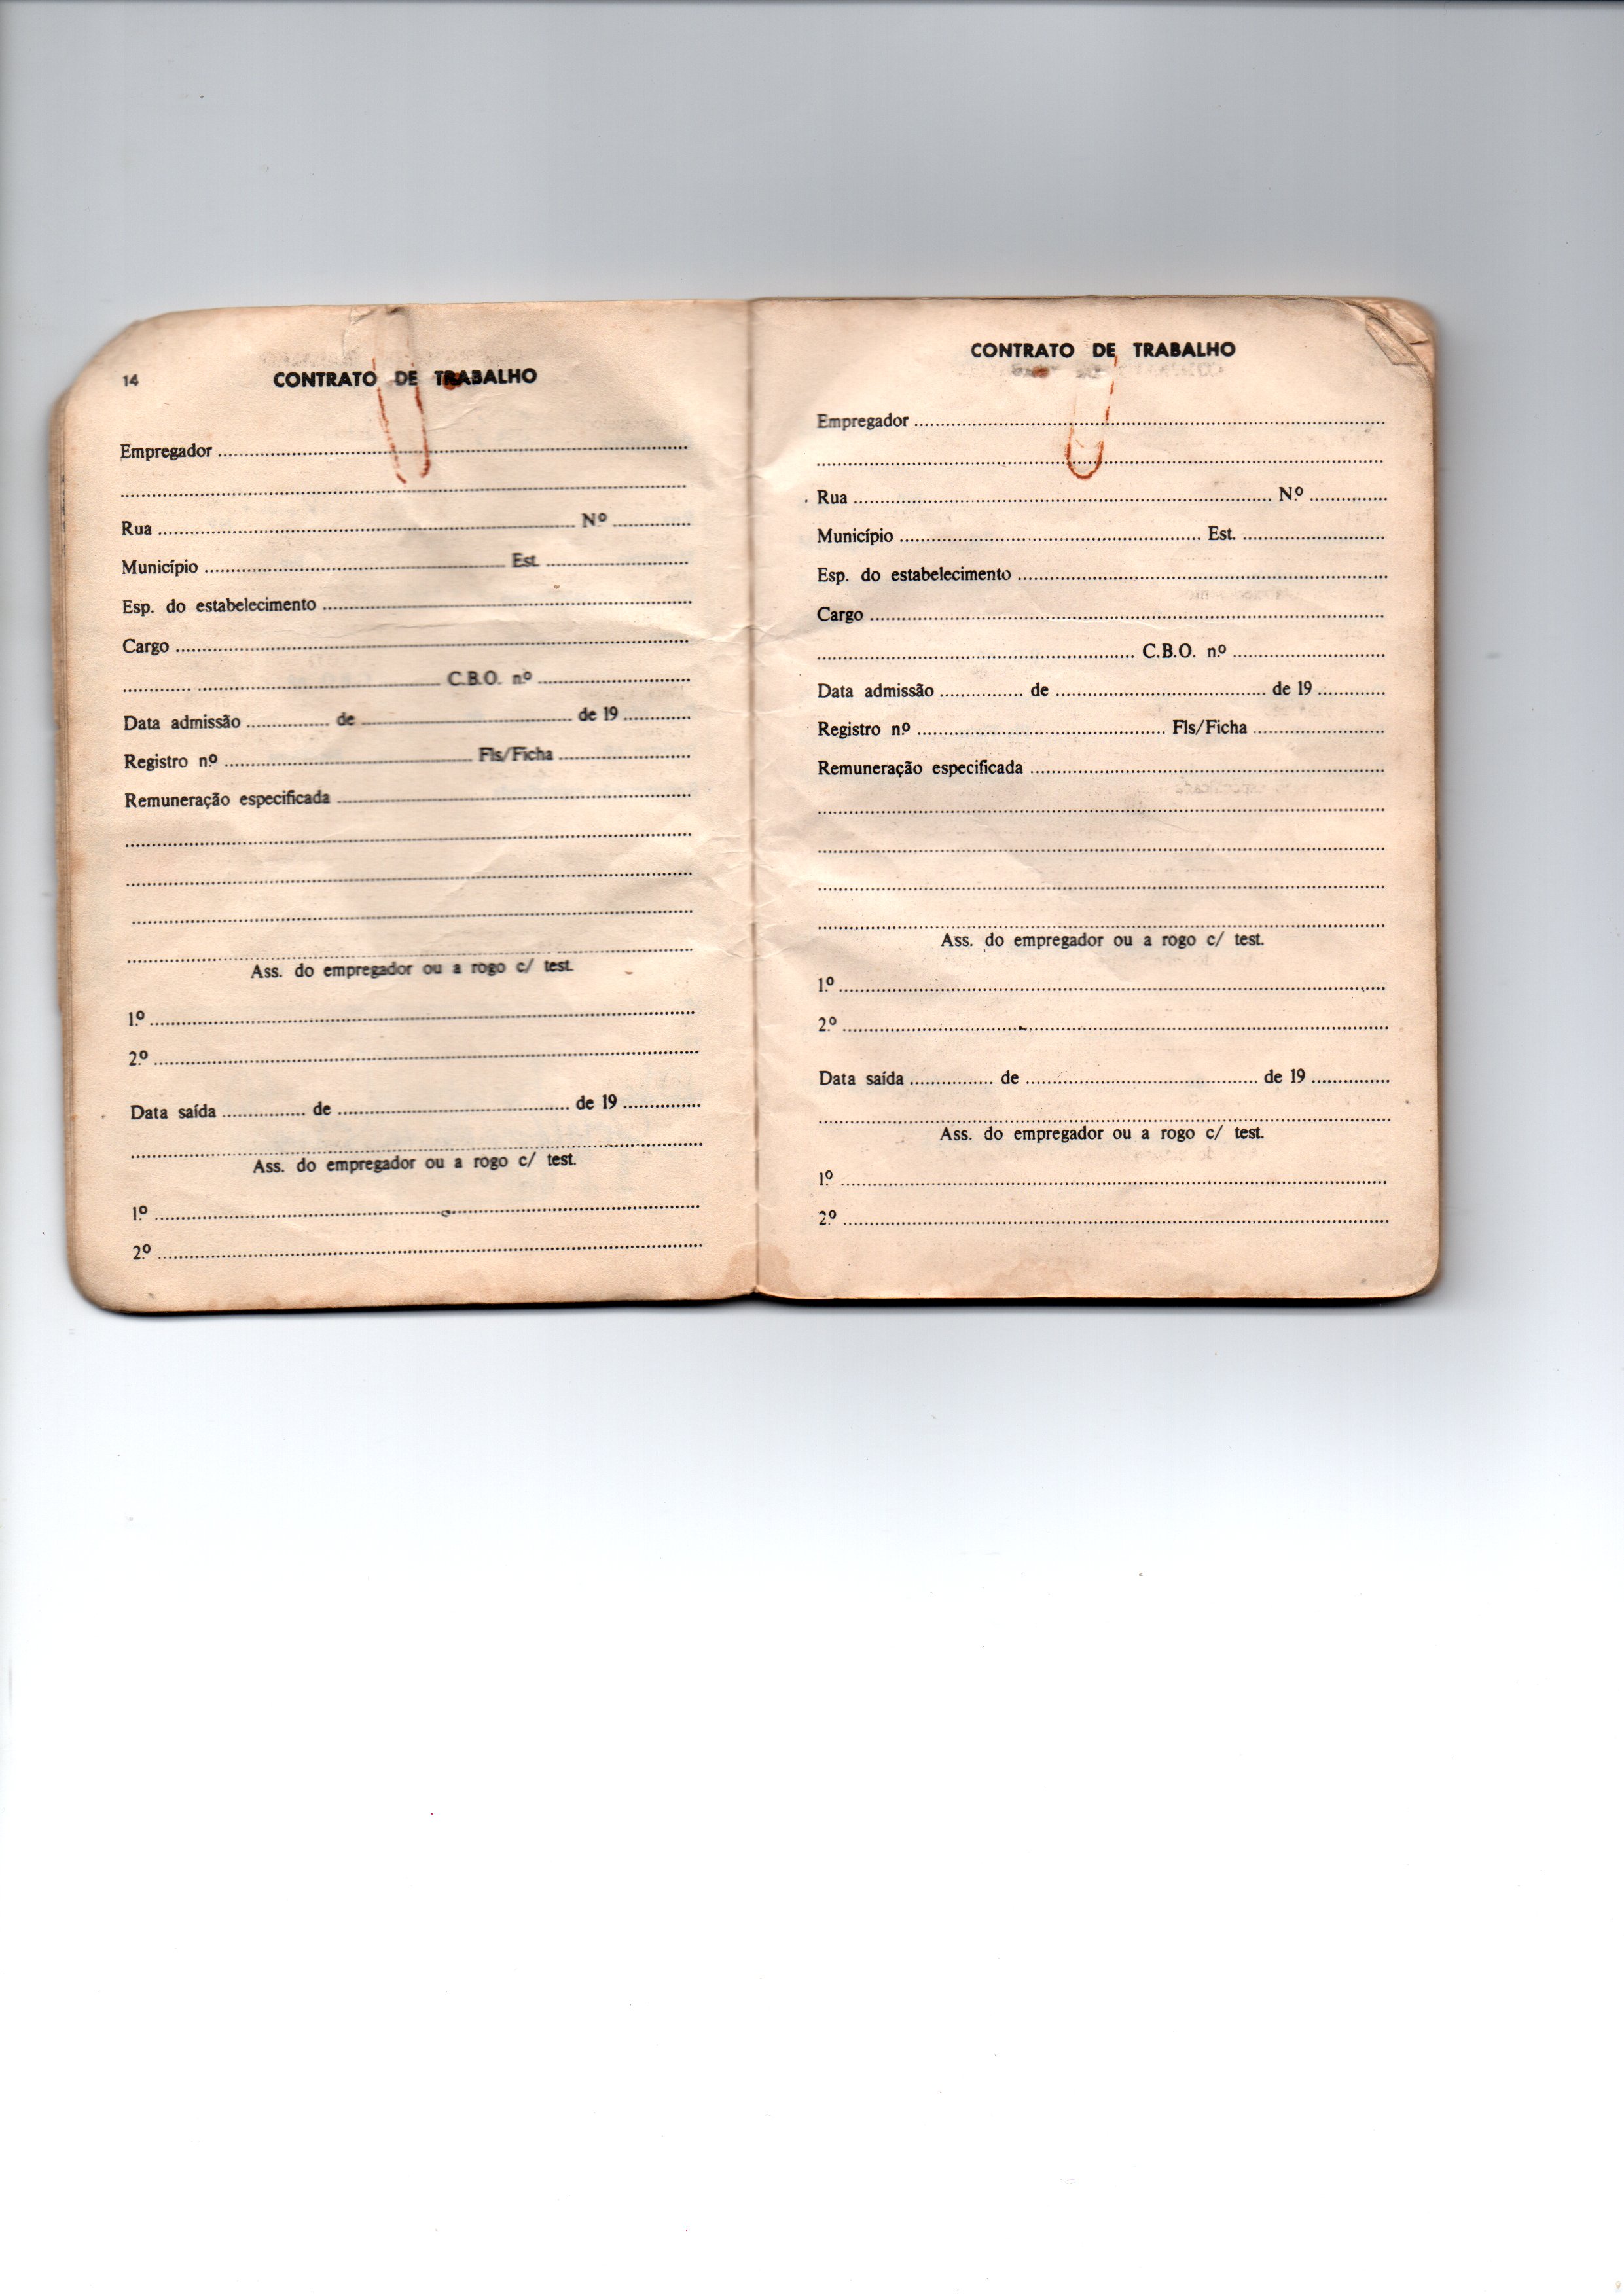 14
CONTRATO DE TRABALHO
Empregador
Rua Nº
Município Est.
Esp. do estabelecimento
Cargo
C.B.O. nº
Data admissão de de 19
Registro nº Fls/Ficha
Remuneração especificada
Ass. do empregador ou a rogo c/ test.
1º
2º
Data saída de de 19
Ass. do empregador ou a rogo c/ test.
1º
2º
CONTRATO DE TRABALHO
Empregador
Rua Nº
Município Est.
Esp. do estabelecimento
Cargo
C.B.O. nº
Data admissão de de 19
Registro nº Fls/Ficha
Remuneração especificada
Ass. do empregador ou a rogo c/ test.
1º
2º
Data saída de de 19
Ass. do empregador ou a rogo c/ test.
1º
2º